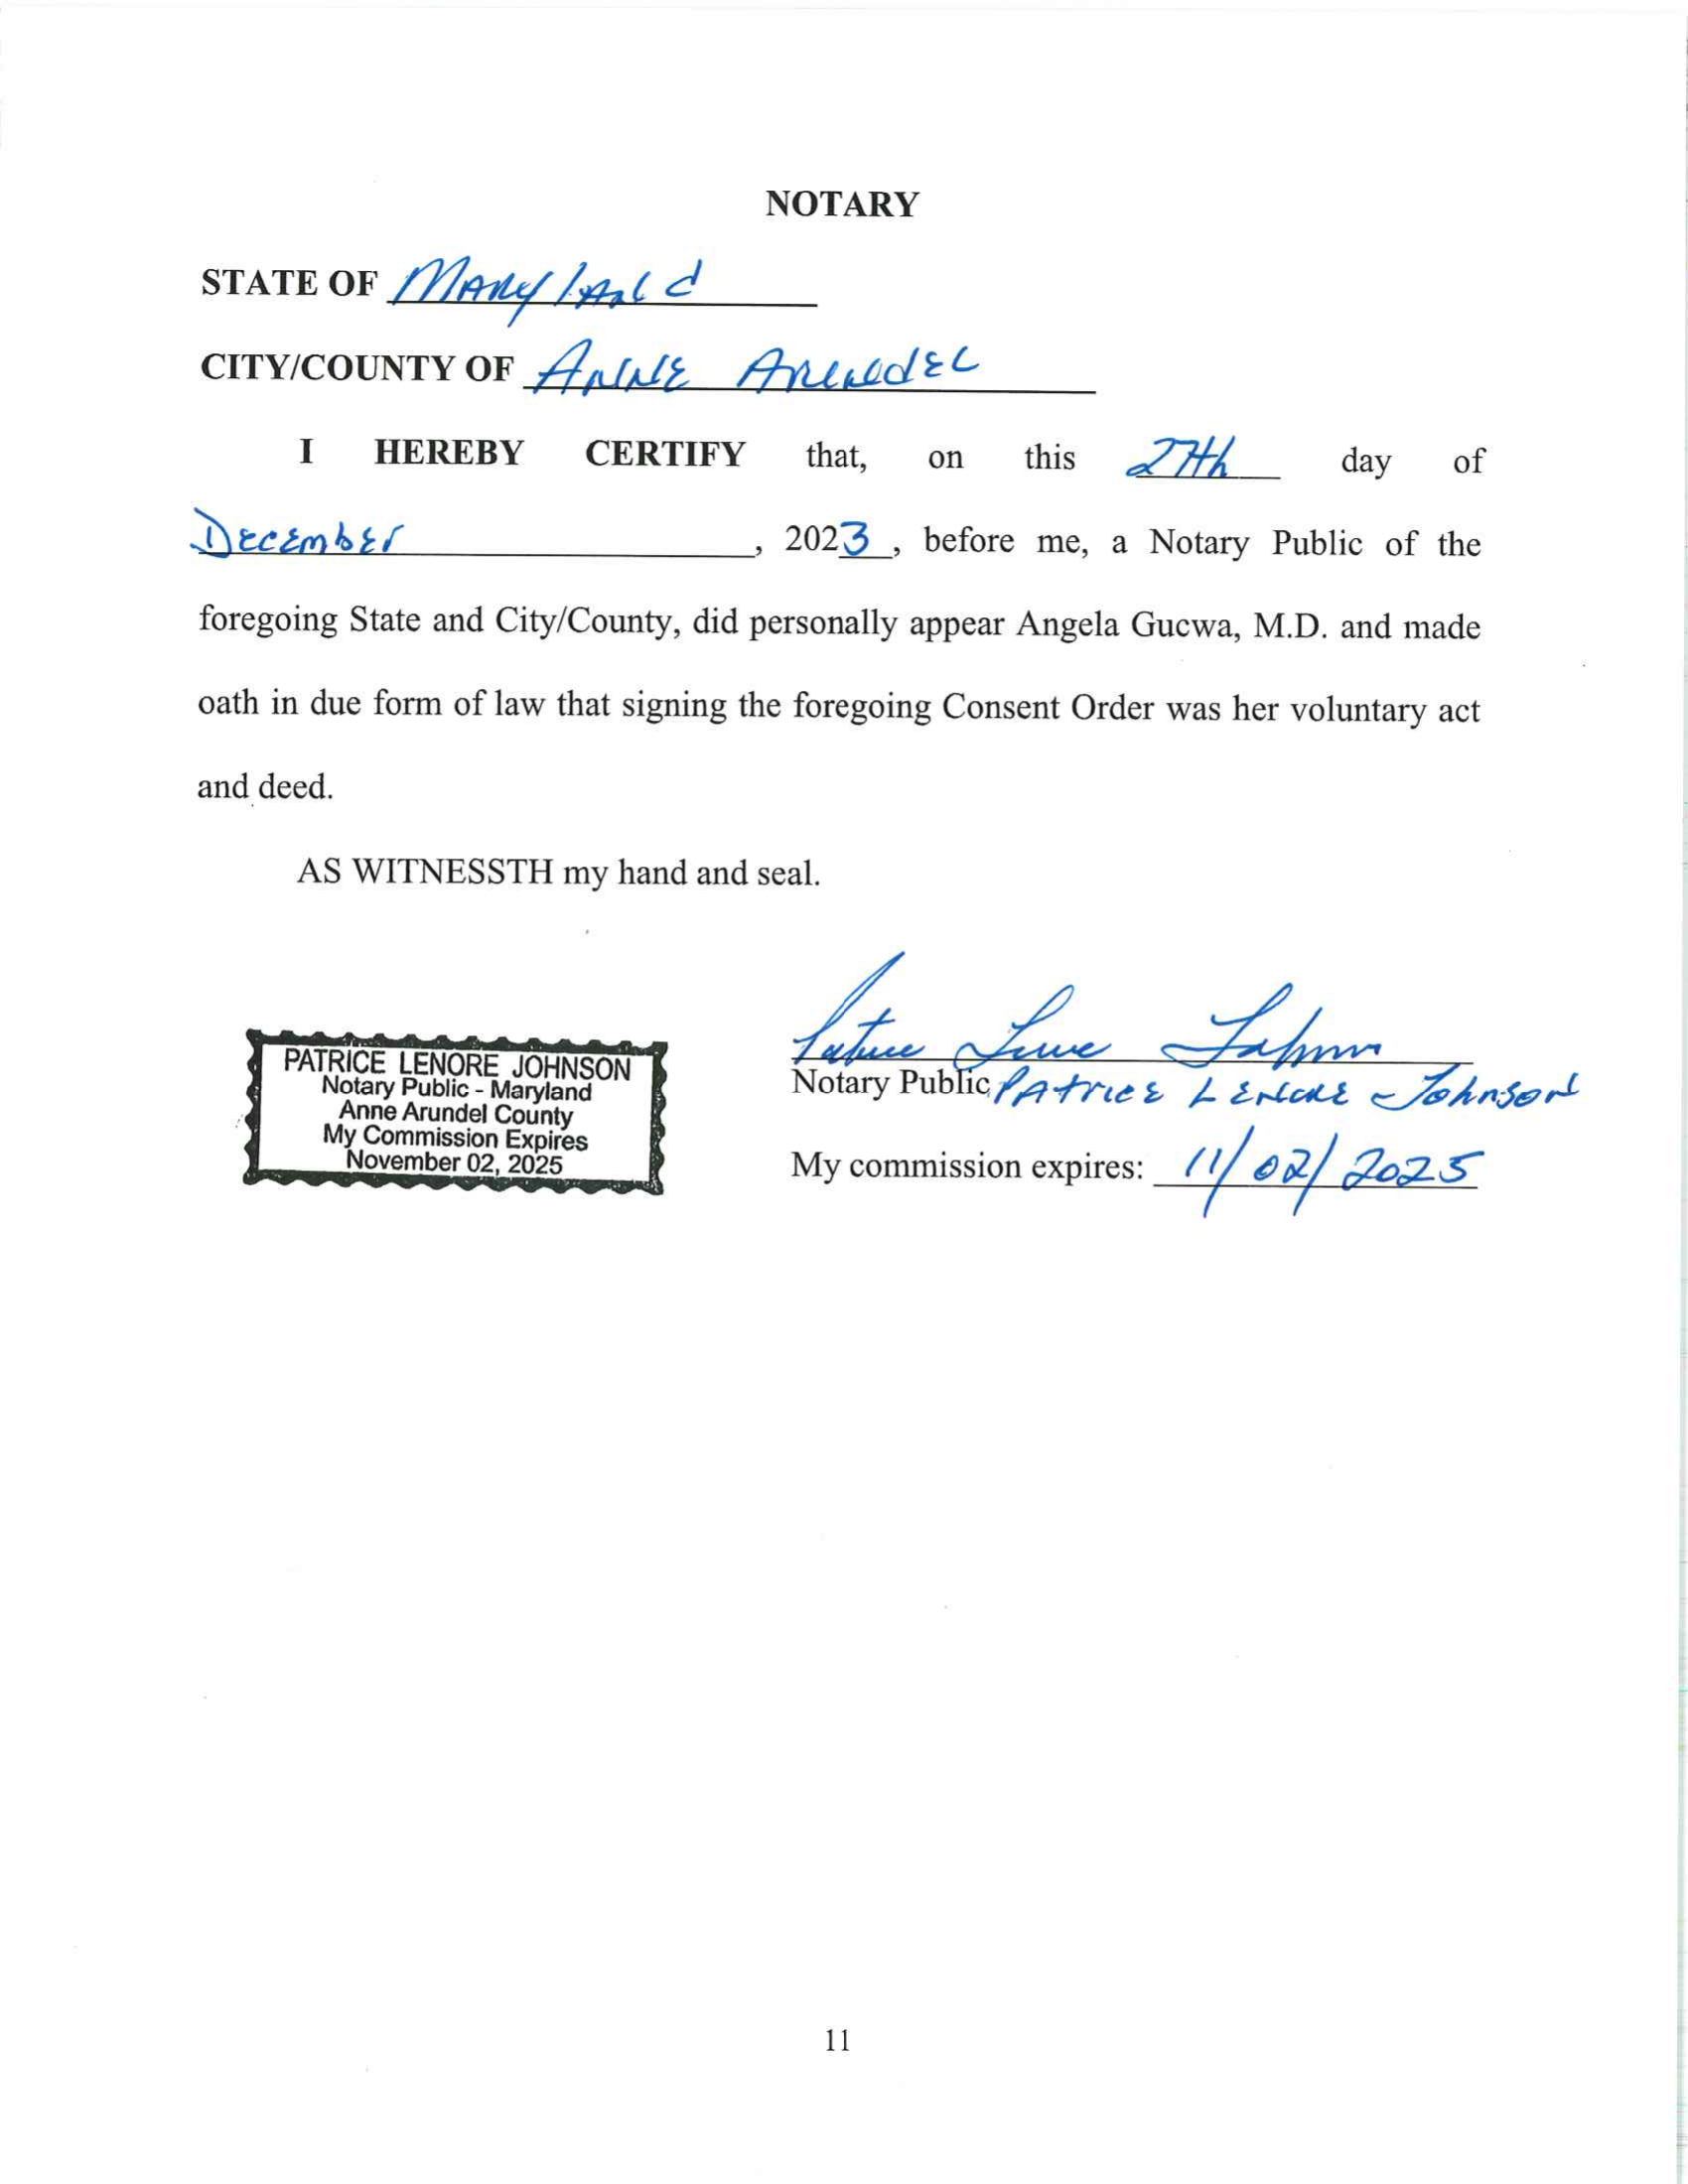 NOTARY
STATE OF Maryland
CITY/COUNTY OF Anne Arundel
I HEREBY CERTIFY that, on this 27th day of
December, 2023, before me, a Notary Public of the
foregoing State and City/County, did personally appear Angela Gucwa, M.D. and made
oath in due form of law that signing the foregoing Consent Order was her voluntary act
and deed.
AS WITNESSTH my hand and seal.
Patrice Lenore Johnson
PATRICE LENORE JOHNSON
Notary Public - Maryland
Anne Arundel County
My Commission Expires
November 02, 2025
Notary Public Patrice Lenore Johnson
My commission expires: 11/02/2025
11